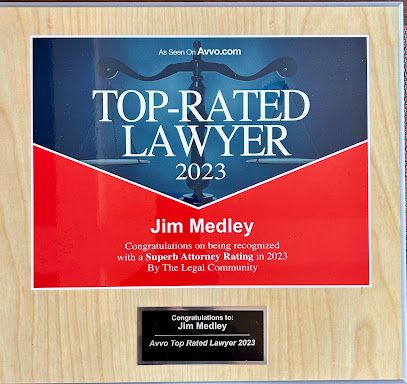 As Seen On Avvo.com
TOP-RATED
LAWYER
2023
Jim Medley
Congratulations on being recognized
with a Superb Attorney Rating in 2023
By The Legal Community
Congratulations to:
Jim Medley
Avvo Top Rated Lawyer 2023